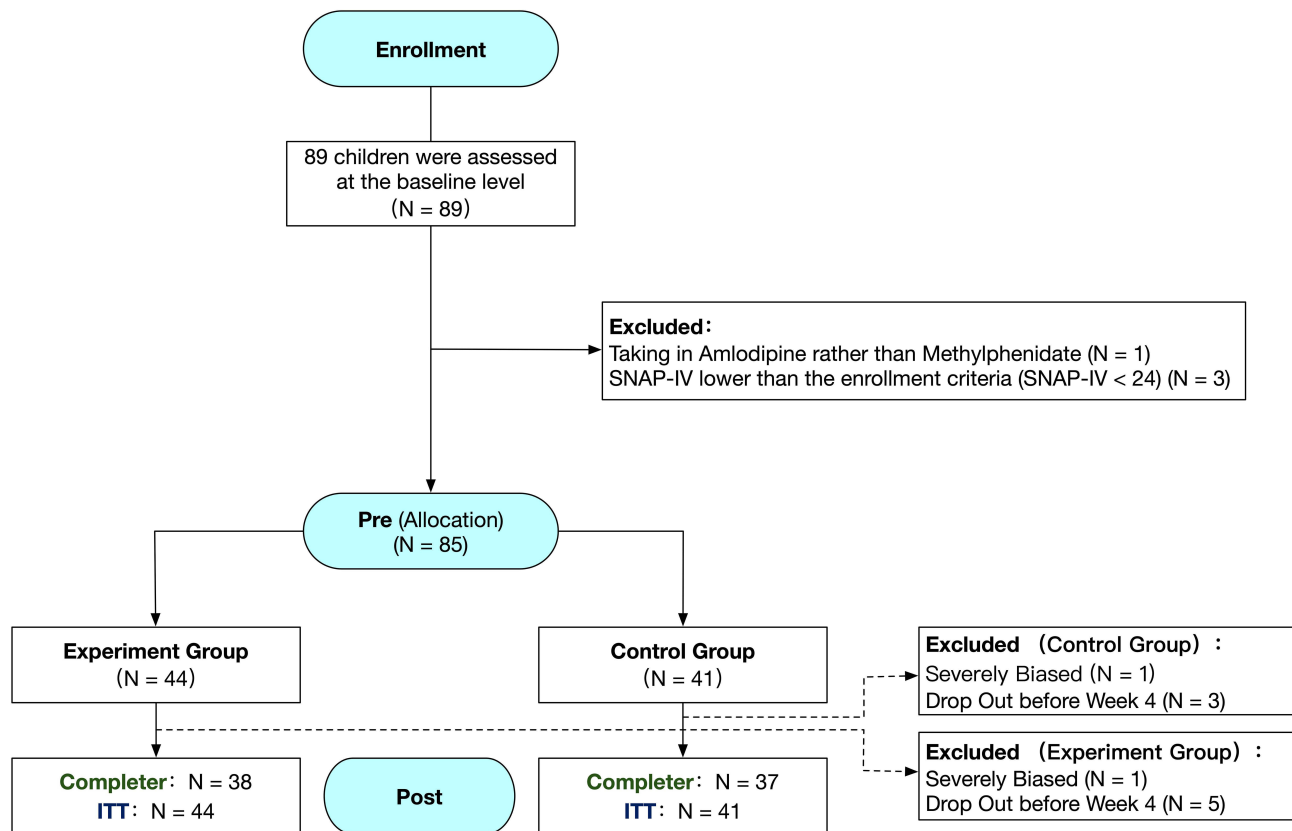 Enrollment
89 children were assessed
at the baseline level
(N = 89)
Excluded：
Taking in Amlodipine rather than Methylphenidate (N = 1)
SNAP-IV lower than the enrollment criteria (SNAP-IV < 24) (N = 3)
Pre (Allocation)
(N = 85)
Experiment Group
(N = 44)
Control Group
(N = 41)
Excluded （Control Group）：
Severely Biased (N = 1)
Drop Out before Week 4 (N = 3)
Excluded （Experiment Group）：
Severely Biased (N = 1)
Drop Out before Week 4 (N = 5)
Completer：N = 38
ITT：N = 44
Post
Completer：N = 37
ITT：N = 41